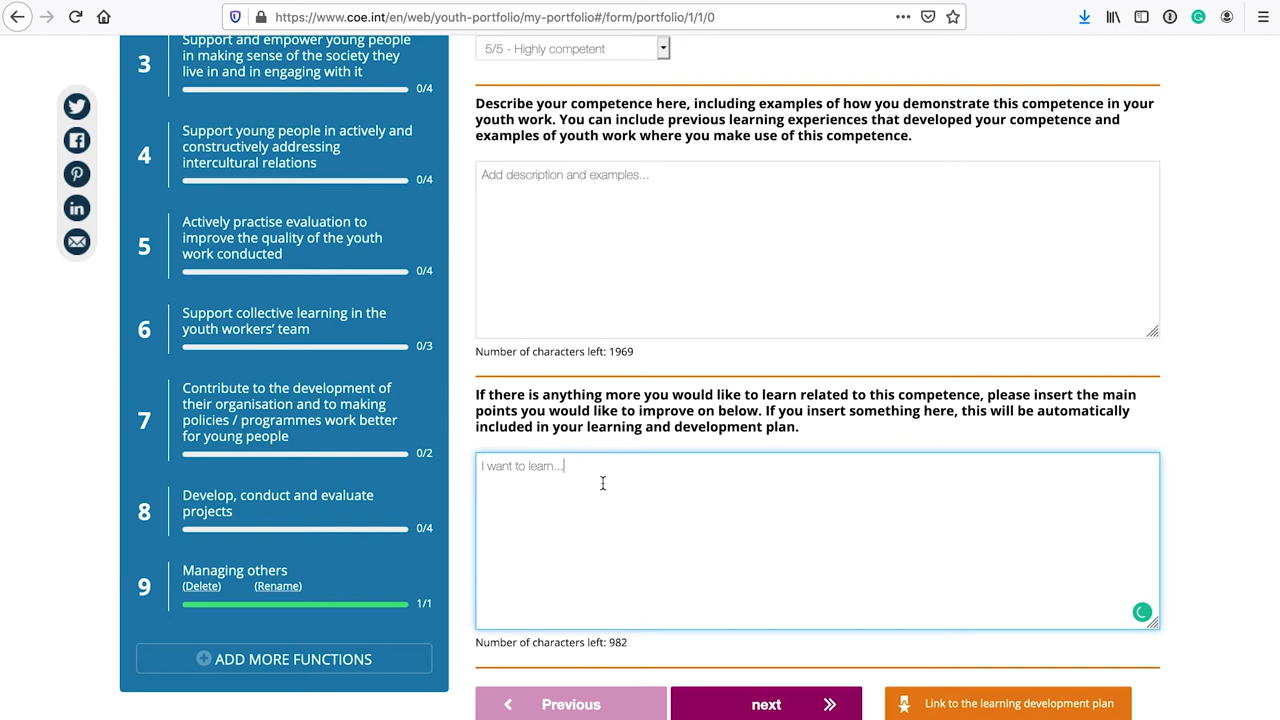 https://www.coe.int/en/web/youth-portfolio/my-portfolio#/form/portfolio/1/1/0
3
Support and empower young people
in making sense of the society they
live in and in engaging with it
0/4
4
Support young people in actively and
constructively addressing
intercultural relations
0/4
5
Actively practise evaluation to
improve the quality of the youth
work conducted
0/4
6
Support collective learning in the
youth workers’ team
0/3
7
Contribute to the development of
their organisation and to making
policies / programmes work better
for young people
0/2
8
Develop, conduct and evaluate
projects
0/4
9
Managing others
(Delete) (Rename)
1/1
ADD MORE FUNCTIONS
5/5 - Highly competent
Describe your competence here, including examples of how you demonstrate this competence in your
youth work. You can include previous learning experiences that developed your competence and
examples of youth work where you make use of this competence.
Add description and examples...
Number of characters left: 1969
If there is anything more you would like to learn related to this competence, please insert the main
points you would like to improve on below. If you insert something here, this will be automatically
included in your learning and development plan.
I want to learn...
Number of characters left: 982
Previous
next
Link to the learning development plan